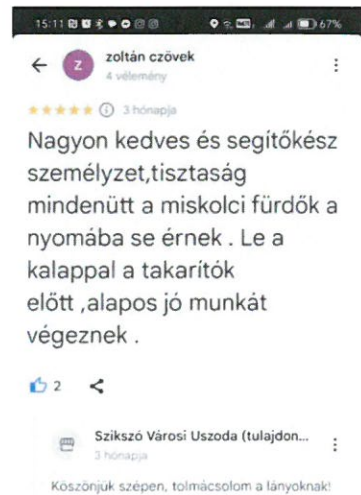 15:11 67%
zoltán czövek
4 vélemény
3 hónapja
Nagyon kedves és segítőkész
személyzet,tisztaság
mindenütt a miskolci fürdők a
nyomába se érnek . Le a
kalappal a takarítók
előtt ,alapos jó munkát
végeznek .
2
Szikszó Városi Uszoda (tulajdon...
3 hónapja
Köszönjük szépen, tolmácsolom a lányoknak!